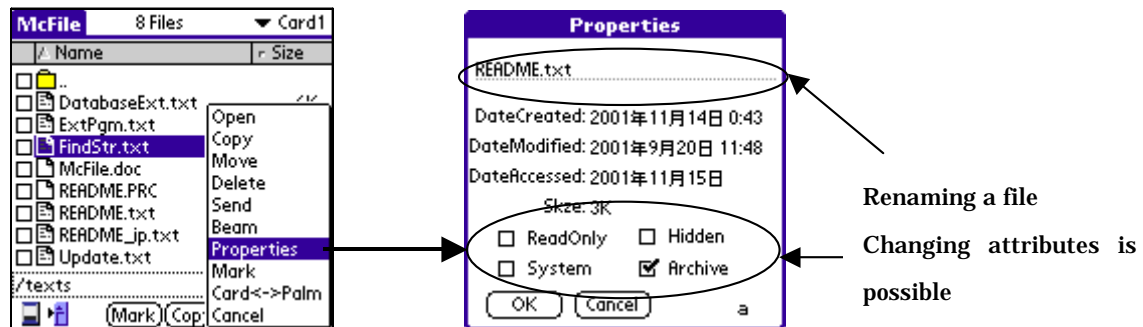 McFile 8 Files Card1
Name Size
..
DatabaseExt.txt
ExtPgm.txt
FindStr.txt
McFile.doc
README.PRC
README.txt
README_jp.txt
Update.txt
/texts
Mark Cop
Open
Copy
Move
Delete
Send
Beam
Properties
Mark
Card<->Palm
Cancel
Properties
README.txt
DateCreated: 2001年11月14日 0:43
DateModified: 2001年9月20日 11:48
DateAccessed: 2001年11月15日
Skze: 3K
ReadOnly Hidden
System Archive
OK Cancel a
Renaming a file
Changing attributes is
possible